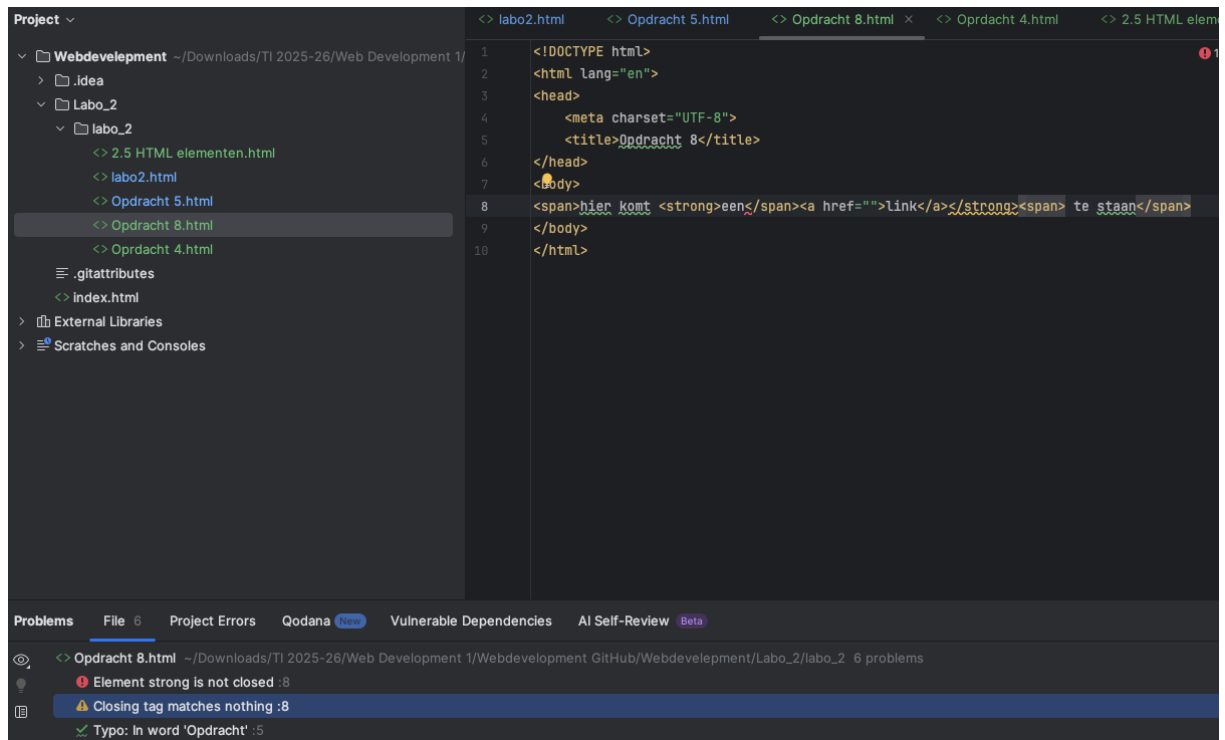 Project
Webdevelepment ~/Downloads/TI 2025-26/Web Development 1/
.idea
Labo_2
labo_2
2.5 HTML elementen.html
labo2.html
Opdracht 5.html
Opdracht 8.html
Oprdacht 4.html
.gitattributes
index.html
External Libraries
Scratches and Consoles
labo2.html Opdracht 5.html Opdracht 8.html × Oprdacht 4.html 2.5 HTML eleme
1 <!DOCTYPE html> 1
2 <html lang="en">
3 <head>
4 <meta charset="UTF-8">
5 <title>Opdracht 8</title>
6 </head>
7 <body>
8 <span>hier komt <strong>een</span><a href="">link</a></strong><span> te staan</span>
9 </body>
10 </html>
Problems File 6 Project Errors Qodana New Vulnerable Dependencies AI Self-Review Beta
Opdracht 8.html ~/Downloads/TI 2025-26/Web Development 1/Webdevelopment GitHub/Webdevelepment/Labo_2/labo_2 6 problems
Element strong is not closed :8
Closing tag matches nothing :8
Typo: In word 'Opdracht' :5